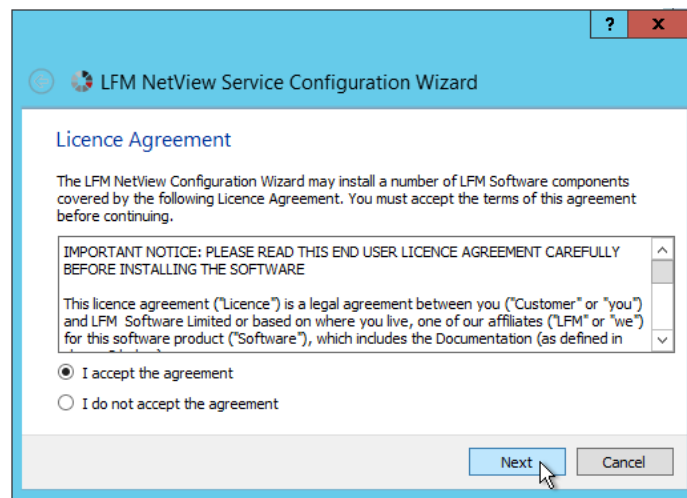 ? x
LFM NetView Service Configuration Wizard
Licence Agreement
The LFM NetView Configuration Wizard may install a number of LFM Software components
covered by the following Licence Agreement. You must accept the terms of this agreement
before continuing.
IMPORTANT NOTICE: PLEASE READ THIS END USER LICENCE AGREEMENT CAREFULLY
BEFORE INSTALLING THE SOFTWARE
This licence agreement ("Licence") is a legal agreement between you ("Customer" or "you")
and LFM Software Limited or based on where you live, one of our affiliates ("LFM" or "we")
for this software product ("Software"), which includes the Documentation (as defined in
I accept the agreement
I do not accept the agreement
Next Cancel